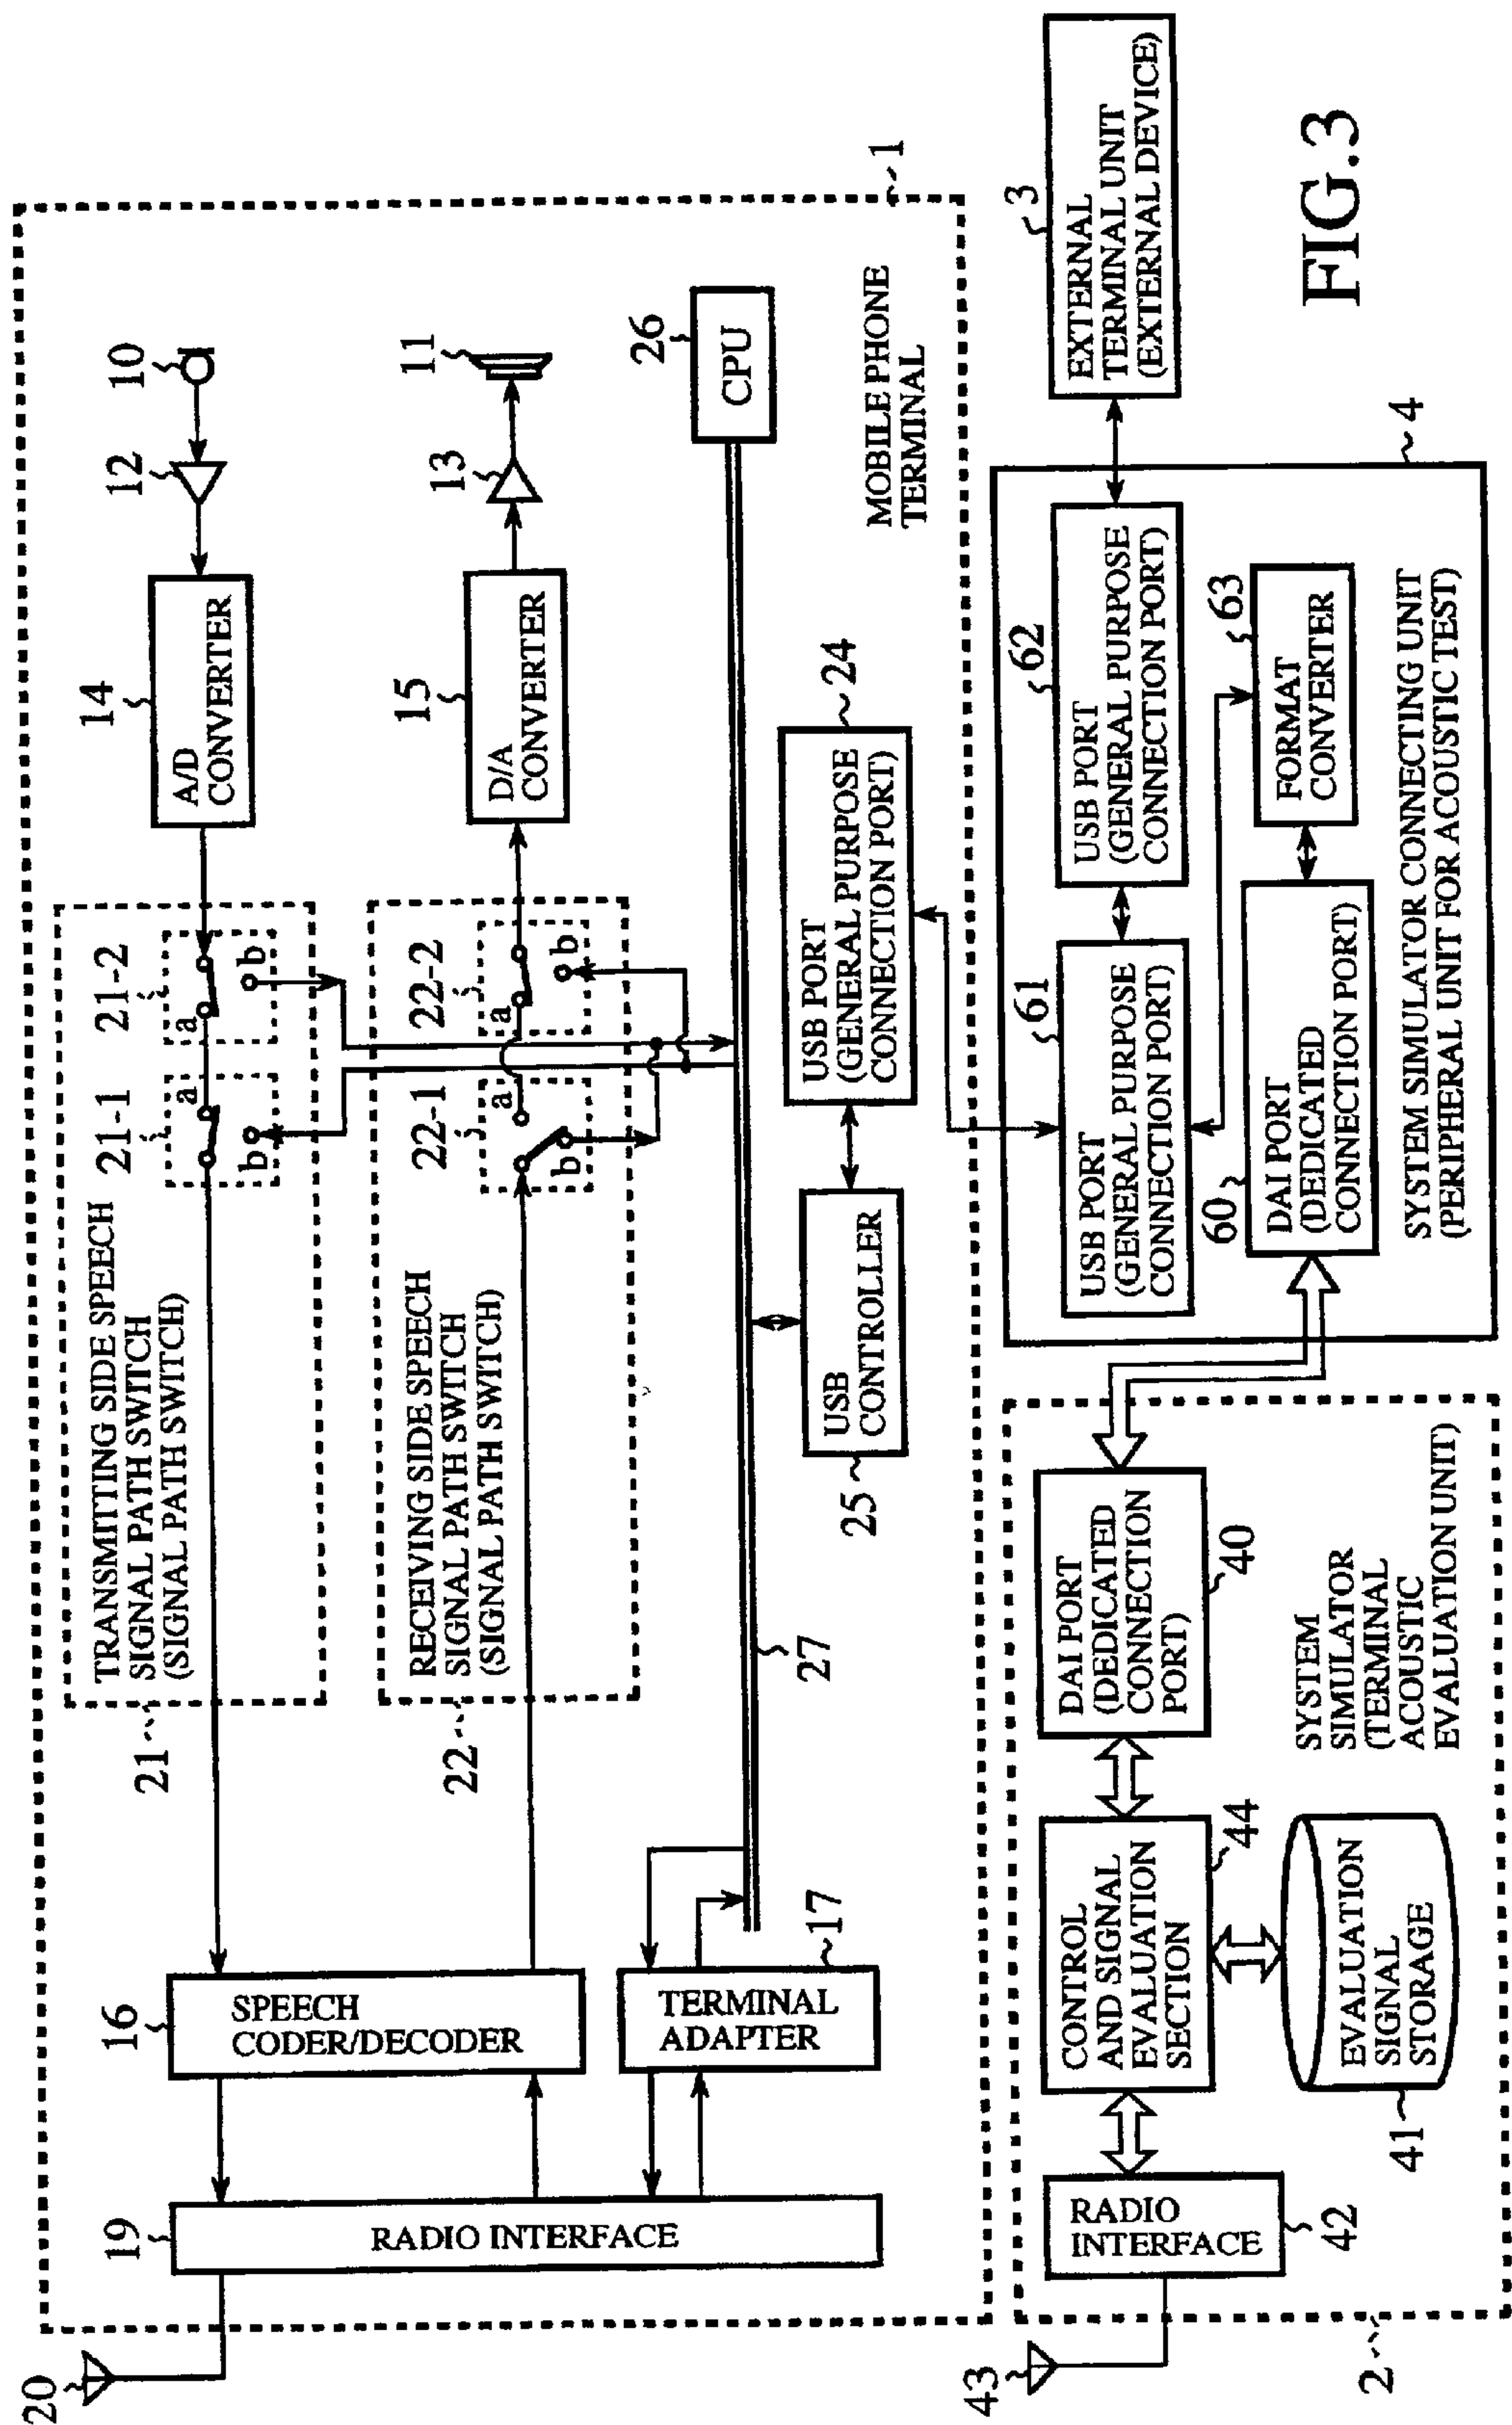 FIG.3
1
MOBILE PHONE
TERMINAL
20
19
RADIO INTERFACE
16
SPEECH
CODER/DECODER
17
TERMINAL
ADAPTER
21
TRANSMITTING SIDE SPEECH
SIGNAL PATH SWITCH
(SIGNAL PATH SWITCH)
21-1
a
b
21-2
a
b
14
A/D
CONVERTER
12
10
22
RECEIVING SIDE SPEECH
SIGNAL PATH SWITCH
(SIGNAL PATH SWITCH)
22-1
a
b
22-2
a
b
15
D/A
CONVERTER
13
11
26
CPU
27
25
USB
CONTROLLER
24
USB PORT
(GENERAL PURPOSE
CONNECTION PORT)
43
2
42
RADIO
INTERFACE
44
CONTROL
AND SIGNAL
EVALUATION
SECTION
41
EVALUATION
SIGNAL
STORAGE
40
DAI PORT
(DEDICATED
CONNECTION
PORT)
SYSTEM
SIMULATOR
(TERMINAL
ACOUSTIC
EVALUATION UNIT)
4
61
USB PORT
(GENERAL PURPOSE
CONNECTION PORT)
62
USB PORT
(GENERAL PURPOSE
CONNECTION PORT)
60
DAI PORT
(DEDICATED
CONNECTION PORT)
63
FORMAT
CONVERTER
SYSTEM SIMULATOR CONNECTING UNIT
(PERIPHERAL UNIT FOR ACOUSTIC TEST)
3
EXTERNAL
TERMINAL UNIT
(EXTERNAL DEVICE)